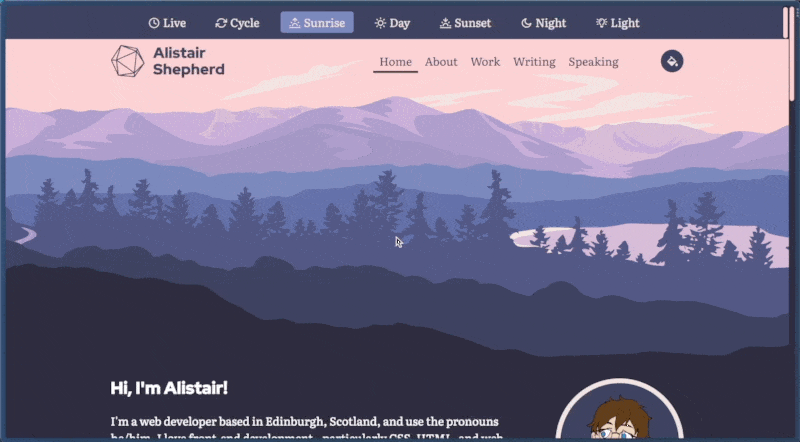 Live Cycle Sunrise Day Sunset Night Light
Alistair
Shepherd
Home About Work Writing Speaking
Hi, I'm Alistair!
I'm a web developer based in Edinburgh, Scotland, and use the pronouns
he/him. I love front-end development - particularly CSS, HTML, and web